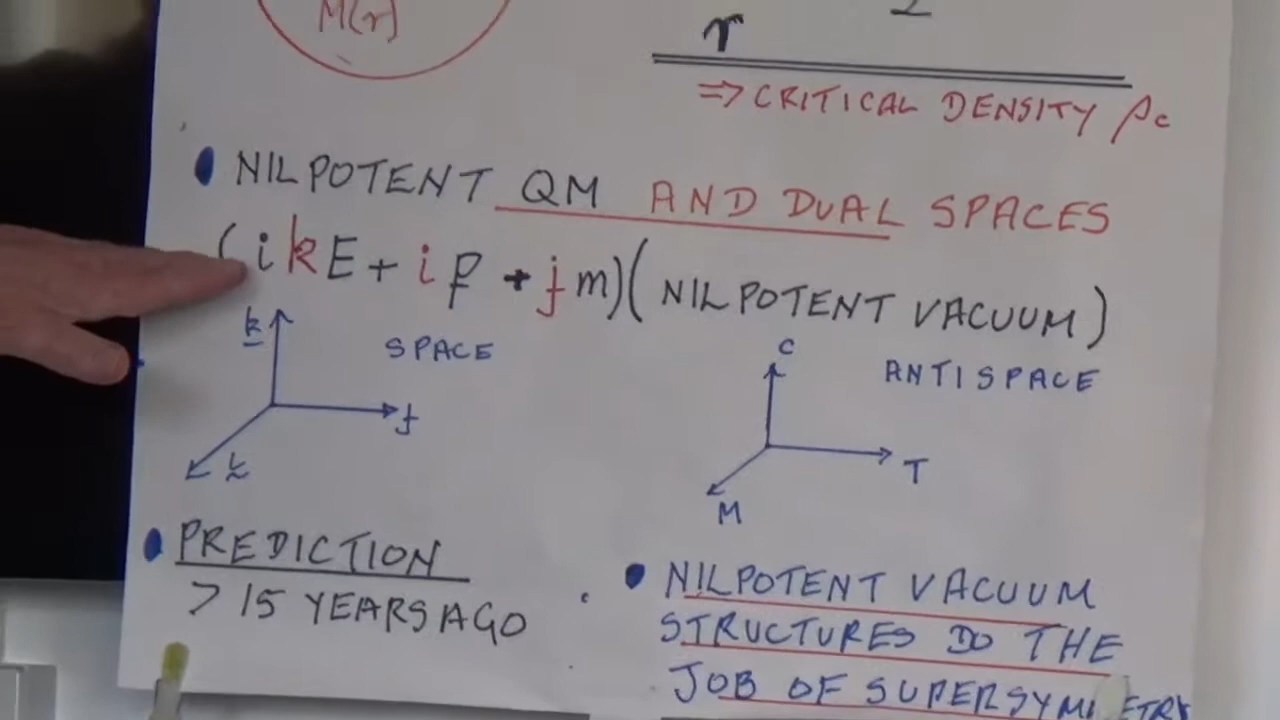 M(r)
r
⇒ CRITICAL DENSITY ρc
NILPOTENT QM AND DUAL SPACES
(ikE + ip + jm)(NILPOTENT VACUUM)
k
SPACE
C
ANTISPACE
j
T
M
PREDICTION
> 15 YEARS AGO
NILPOTENT VACUUM
STRUCTURES DO THE
JOB OF SUPERSYMMETRY